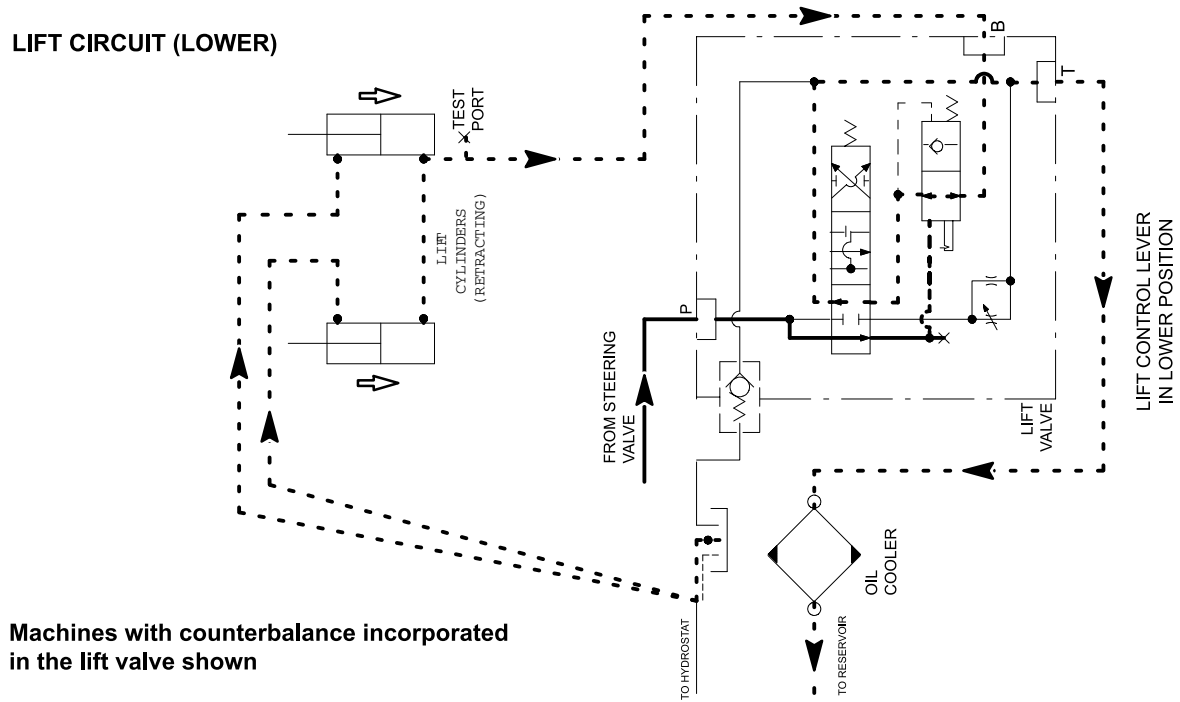 LIFT CIRCUIT (LOWER)
TEST
PORT
LIFT
CYLINDERS
(RETRACTING)
B
T
P
FROM STEERING
VALVE
LIFT
VALVE
LIFT CONTROL LEVER
IN LOWER POSITION
OIL
COOLER
TO HYDROSTAT
TO RESERVOIR
Machines with counterbalance incorporated
in the lift valve shown